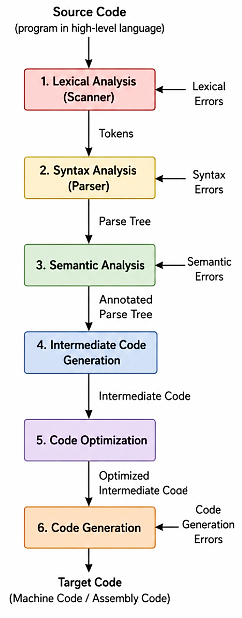 Source Code
(program in high-level language)
1. Lexical Analysis
(Scanner)
Lexical
Errors
Tokens
2. Syntax Analysis
(Parser)
Syntax
Errors
Parse Tree
3. Semantic Analysis
Semantic
Errors
Annotated
Parse Tree
4. Intermediate Code
Generation
Intermediate Code
5. Code Optimization
Optimized
Intermediate Code
6. Code Generation
Code
Generation
Errors
Target Code
(Machine Code / Assembly Code)